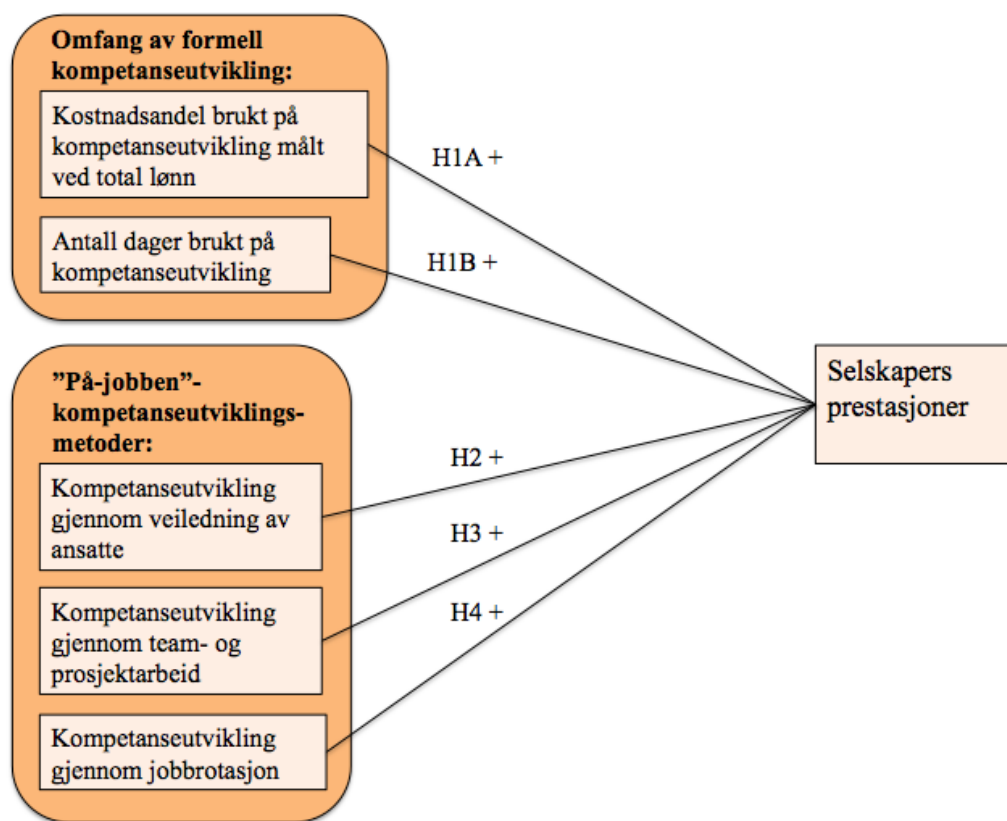 Omfang av formell
kompetanseutvikling:
Kostnadsandel brukt på
kompetanseutvikling målt
ved total lønn
Antall dager brukt på
kompetanseutvikling
H1A +
H1B +
”På-jobben”-
kompetanseutviklings-
metoder:
Kompetanseutvikling
gjennom veiledning av
ansatte
Kompetanseutvikling
gjennom team- og
prosjektarbeid
Kompetanseutvikling
gjennom jobbrotasjon
H2 +
H3 +
H4 +
Selskapers
prestasjoner